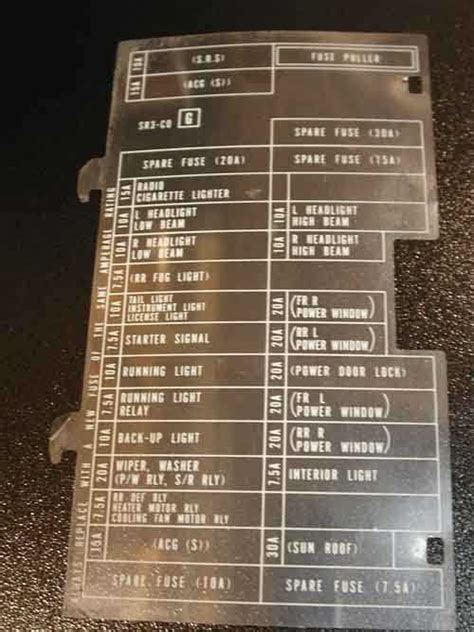 10A (S.R.S) FUSE PULLER
15A (ACG (S))
SR3-C0 G
SPARE FUSE (30A)
SPARE FUSE (20A) SPARE FUSE (15A)
ALWAYS REPLACE WITH A NEW FUSE OF THE SAME AMPERAGE RATING
15A RADIO
CIGARETTE LIGHTER
10A L HEADLIGHT
LOW BEAM
10A L HEADLIGHT
HIGH BEAM
10A R HEADLIGHT
LOW BEAM
10A R HEADLIGHT
HIGH BEAM
7.5A (RR FOG LIGHT)
10A TAIL LIGHT
INSTRUMENT LIGHT
LICENSE LIGHT
20A (FR R
POWER WINDOW)
7.5A STARTER SIGNAL
20A (RR L
POWER WINDOW)
10A RUNNING LIGHT
20A (POWER DOOR LOCK)
7.5A RUNNING LIGHT
RELAY
20A (FR L
POWER WINDOW)
10A BACK-UP LIGHT
20A (RR R
POWER WINDOW)
20A WIPER, WASHER
(P/W RLY, S/R RLY)
7.5A INTERIOR LIGHT
7.5A RR DEF RLY
HEATER MOTOR RLY
COOLING FAN MOTOR RLY
(ACG (S))
30A (SUN ROOF)
SPARE FUSE (10A) SPARE FUSE (7.5A)